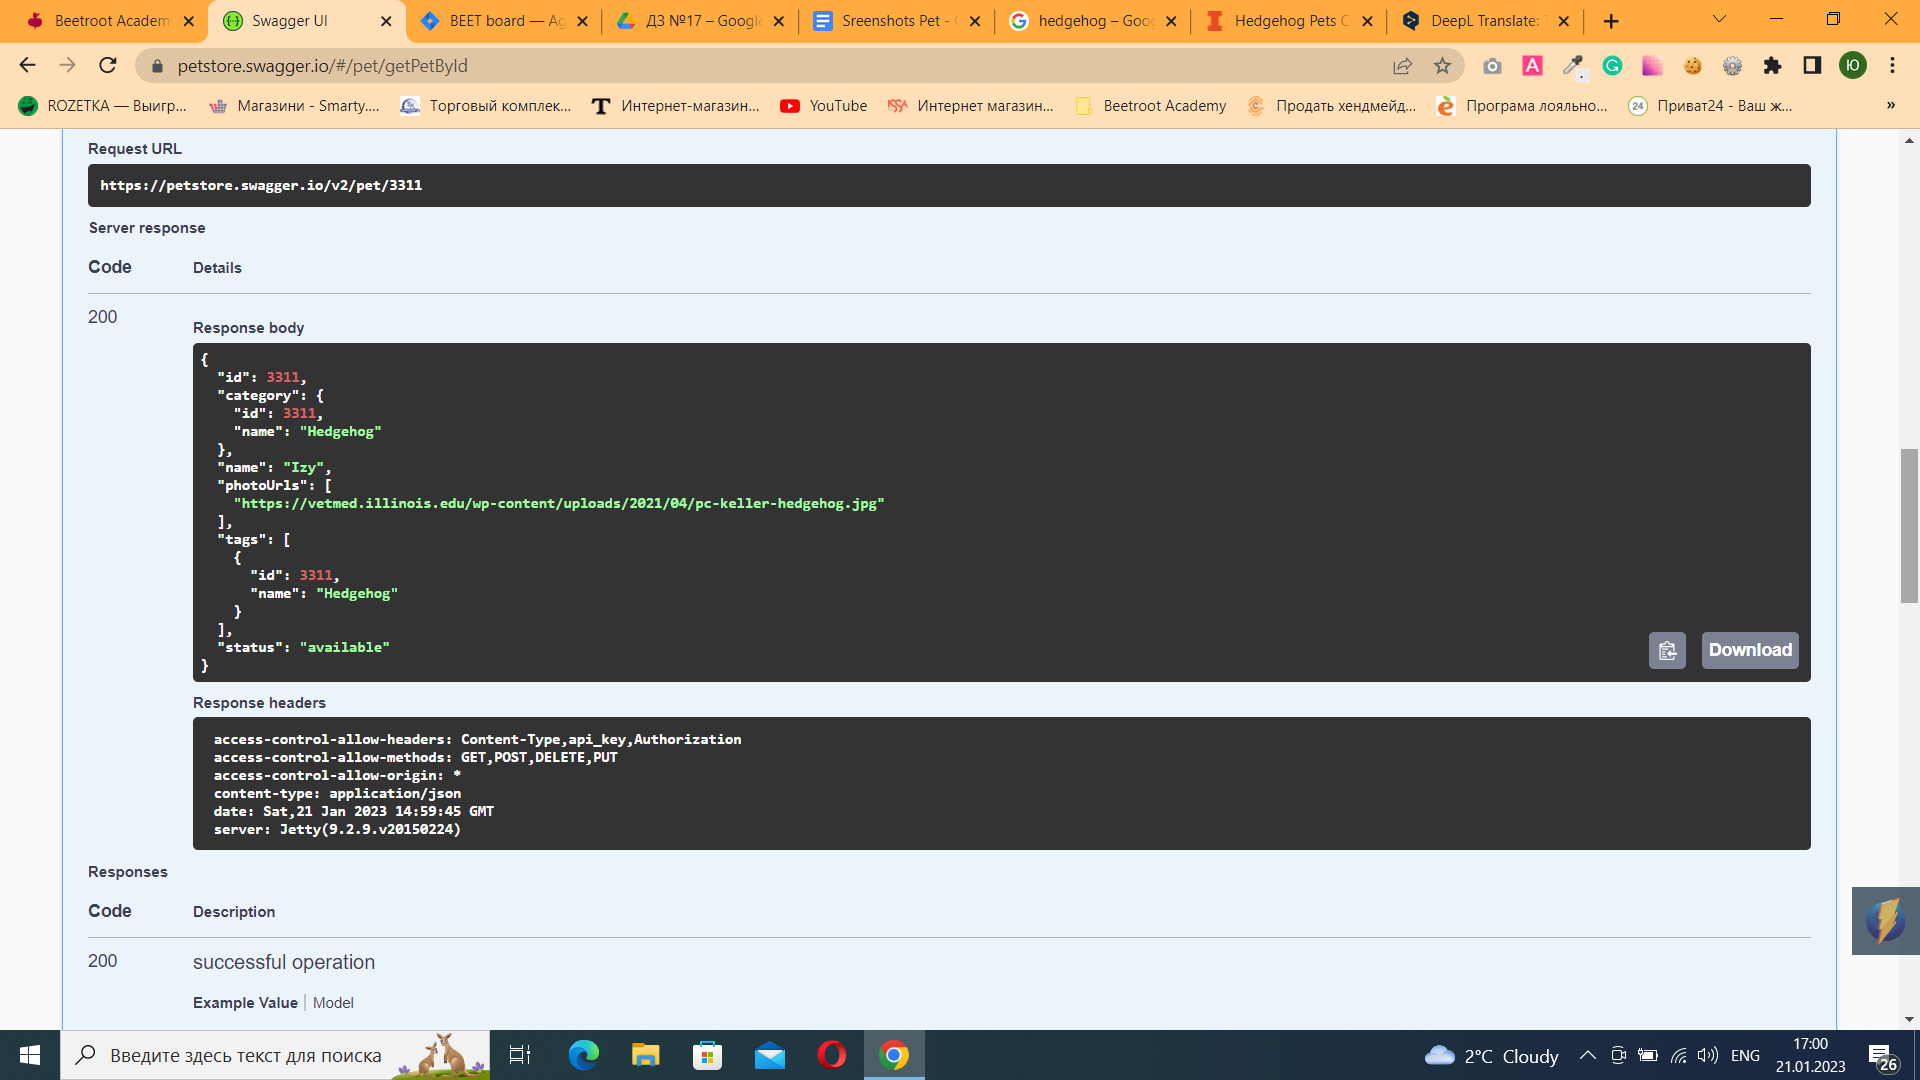 Beetroot Academ
Swagger UI
BEET board — Ag
ДЗ №17 – Google
Sreenshots Pet -
hedgehog – Goo
Hedgehog Pets C
DeepL Translate:
petstore.swagger.io/#/pet/getPetById
Ю
ROZETKA — Выигр...
Магазини - Smarty....
Торговый комплек...
Интернет-магазин...
YouTube
Интернет магазин...
Beetroot Academy
Продать хендмейд...
Програма лояльно...
24
Приват24 - Ваш ж...
»
Request URL
https://petstore.swagger.io/v2/pet/3311
Server response
Code Details
200
Response body
{
"id": 3311,
"category": {
"id": 3311,
"name": "Hedgehog"
},
"name": "Izy",
"photoUrls": [
"https://vetmed.illinois.edu/wp-content/uploads/2021/04/pc-keller-hedgehog.jpg"
],
"tags": [
{
"id": 3311,
"name": "Hedgehog"
}
],
"status": "available"
}
Download
Response headers
access-control-allow-headers: Content-Type,api_key,Authorization
access-control-allow-methods: GET,POST,DELETE,PUT
access-control-allow-origin: *
content-type: application/json
date: Sat,21 Jan 2023 14:59:45 GMT
server: Jetty(9.2.9.v20150224)
Responses
Code Description
200 successful operation
Example Value | Model
Введите здесь текст для поиска
2°C Cloudy
ENG
17:00
21.01.2023
26